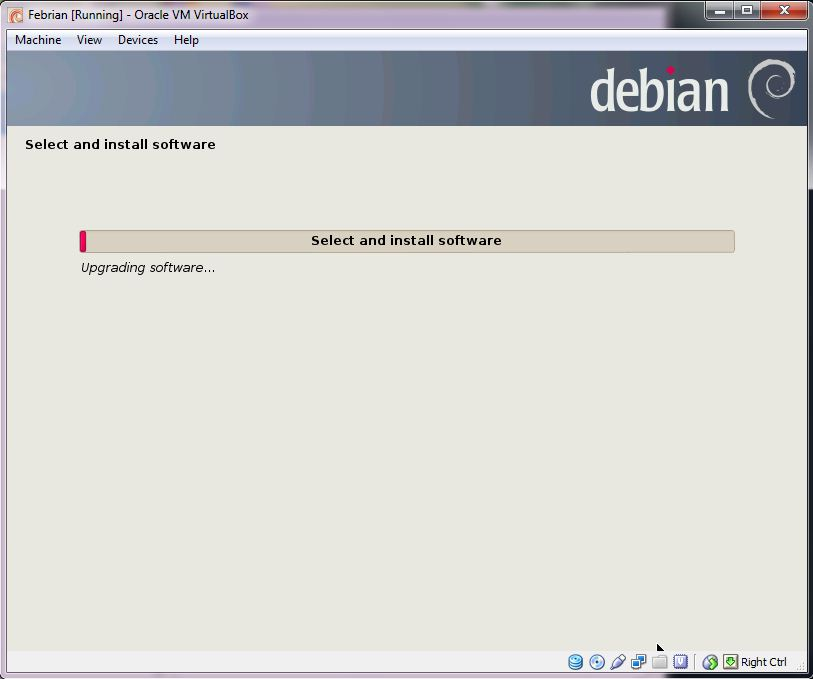 Febrian [Running] - Oracle VM VirtualBox
Machine View Devices Help
debian
Select and install software
Select and install software
Upgrading software...
Right Ctrl